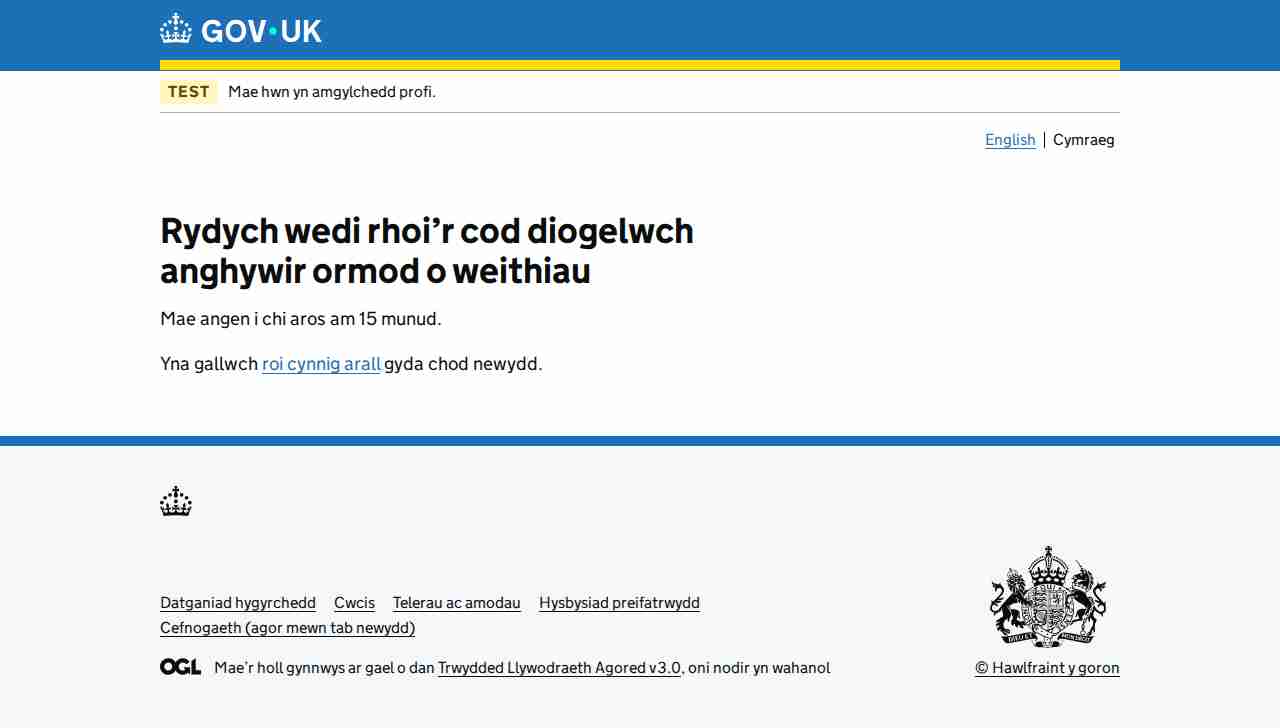 GOV·UK
TEST Mae hwn yn amgylchedd profi.
English | Cymraeg
Rydych wedi rhoi’r cod diogelwch
anghywir ormod o weithiau
Mae angen i chi aros am 15 munud.
Yna gallwch roi cynnig arall gyda chod newydd.
Datganiad hygyrchedd Cwcis Telerau ac amodau Hysbysiad preifatrwydd
Cefnogaeth (agor mewn tab newydd)
OGL Mae’r holl gynnwys ar gael o dan Trwydded Llywodraeth Agored v3.0, oni nodir yn wahanol
© Hawlfraint y goron